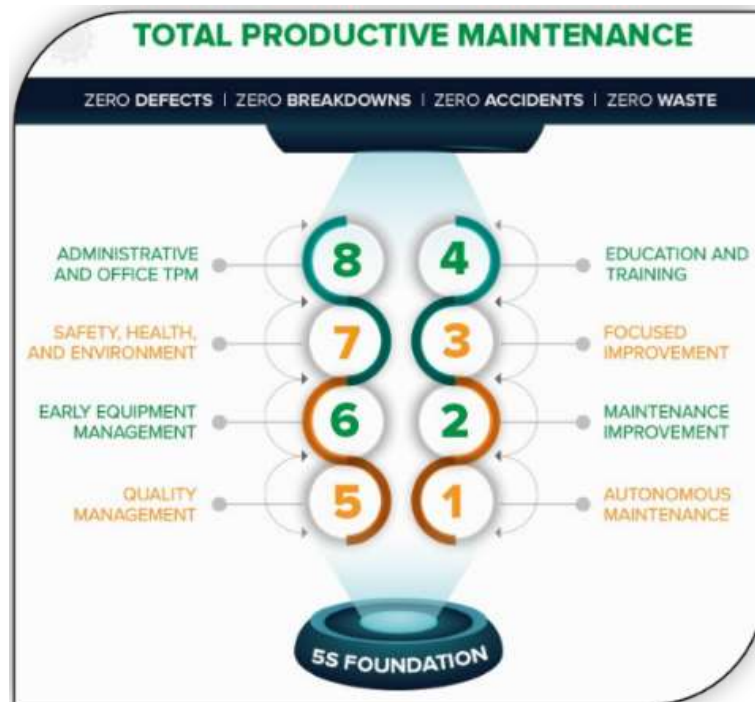 TOTAL PRODUCTIVE MAINTENANCE
ZERO DEFECTS | ZERO BREAKDOWNS | ZERO ACCIDENTS | ZERO WASTE
8
ADMINISTRATIVE
AND OFFICE TPM
4
EDUCATION AND
TRAINING
7
SAFETY, HEALTH,
AND ENVIRONMENT
3
FOCUSED
IMPROVEMENT
6
EARLY EQUIPMENT
MANAGEMENT
2
MAINTENANCE
IMPROVEMENT
5
QUALITY
MANAGEMENT
1
AUTONOMOUS
MAINTENANCE
5S FOUNDATION